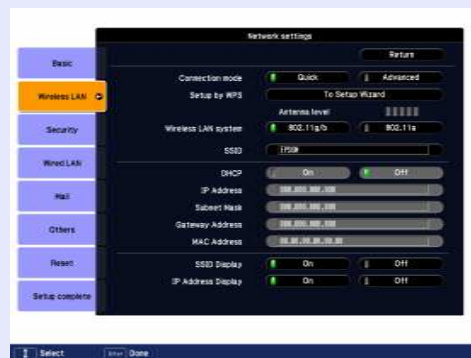 Network settings
Return
Basic
Wireless LAN
Security
Wired LAN
Mail
Others
Reset
Setup complete
Connection mode Quick Advanced
Setup by WPS To Setup Wizard
Antenna level
Wireless LAN system 802.11g/b 802.11a
SSID EPSON
DHCP On Off
IP Address
Subnet Mask
Gateway Address
MAC Address
SSID Display On Off
IP Address Display On Off
Select Enter Done